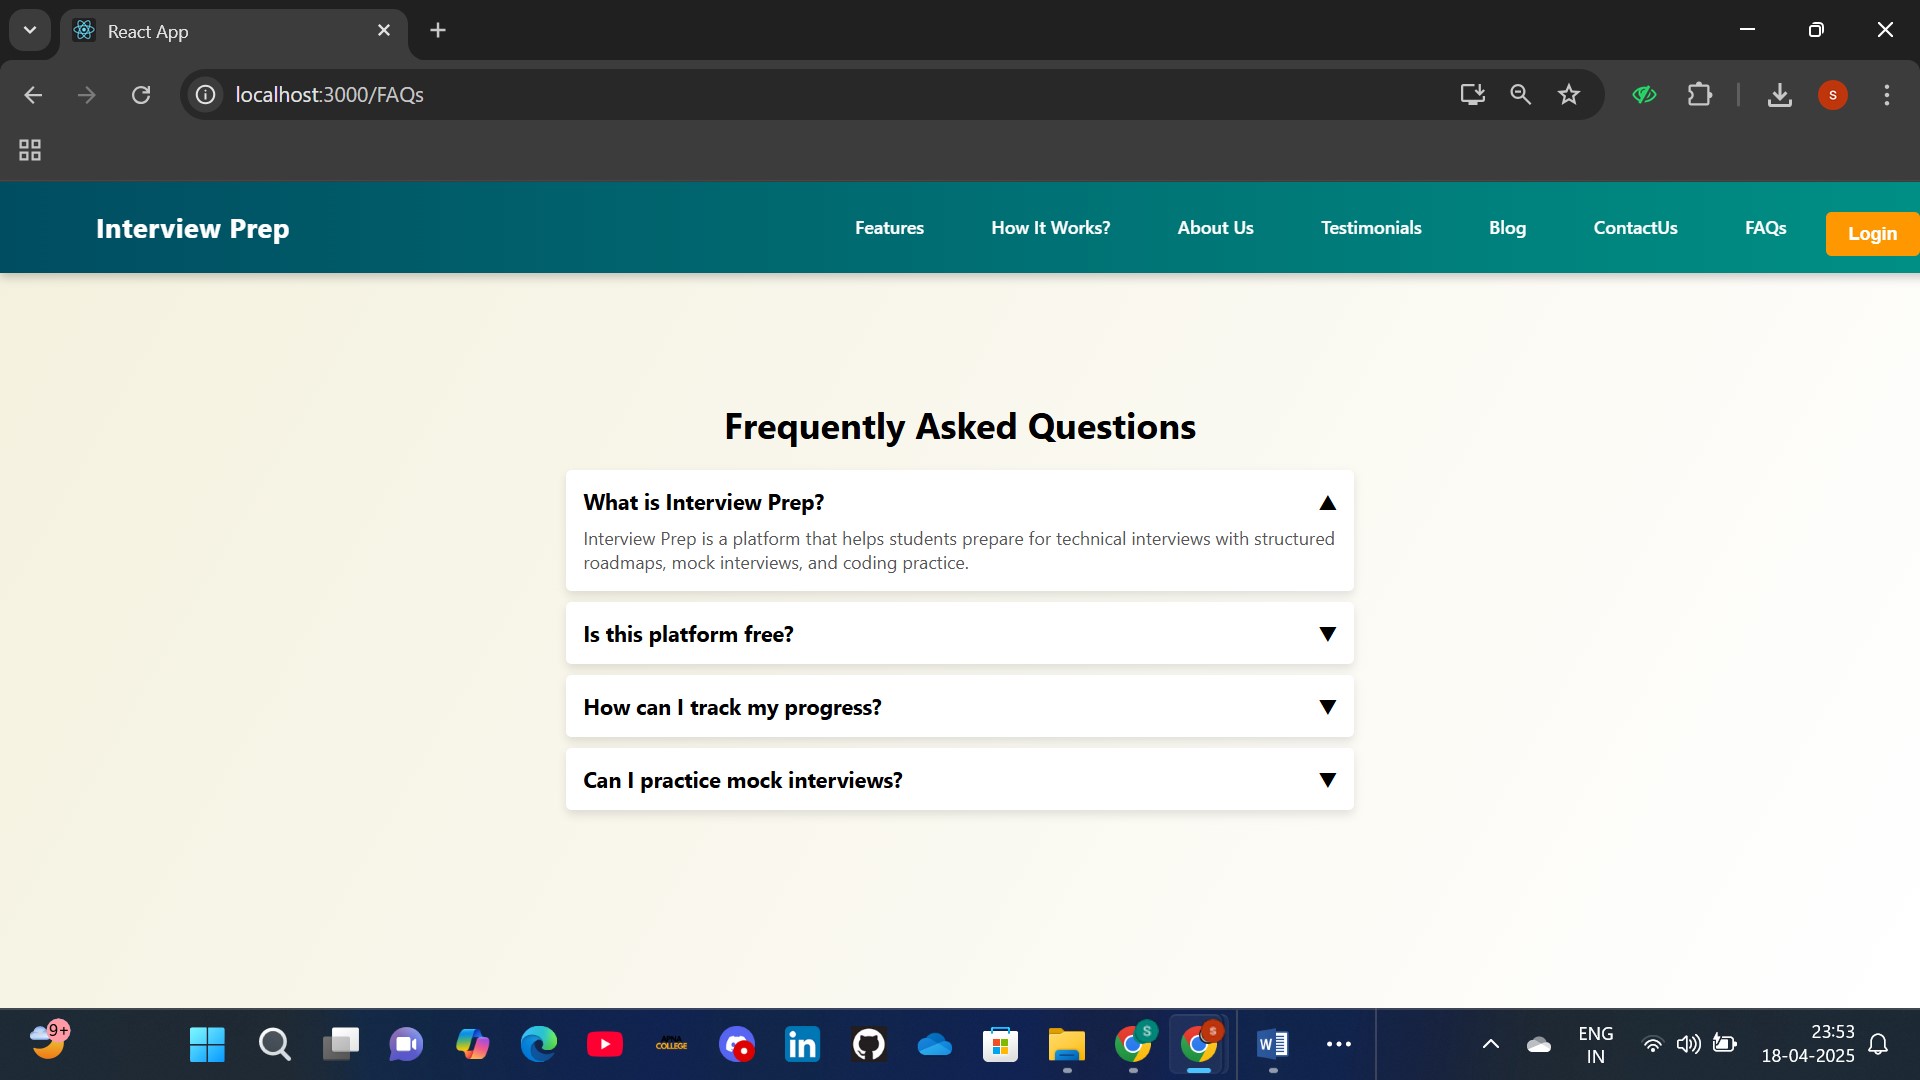 React App
localhost:3000/FAQs
S
Interview Prep
Features
How It Works?
About Us
Testimonials
Blog
ContactUs
FAQs
Login
Frequently Asked Questions
What is Interview Prep?
▲
Interview Prep is a platform that helps students prepare for technical interviews with structured
roadmaps, mock interviews, and coding practice.
Is this platform free?
▼
How can I track my progress?
▼
Can I practice mock interviews?
▼
9+
APNA
COLLEGE
in
S
S
W
ENG
IN
23:53
18-04-2025